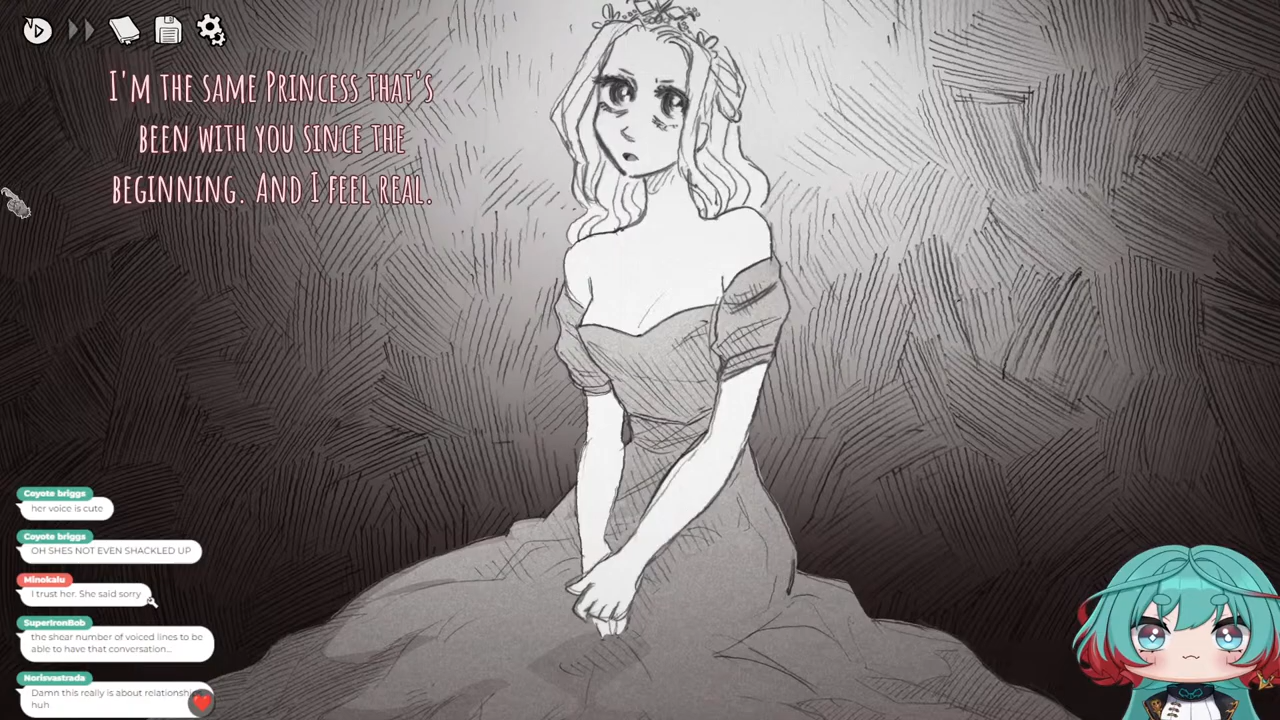 I'm the same Princess that's
been with you since the
beginning. And I feel real.
Coyote briggs
her voice is cute
Coyote briggs
OH SHES NOT EVEN SHACKLED UP
Minokalu
I trust her. She said sorry
SuperIronBob
the shear number of voiced lines to be
able to have that conversation...
Norisvastrada
Damn this really is about relationships
huh